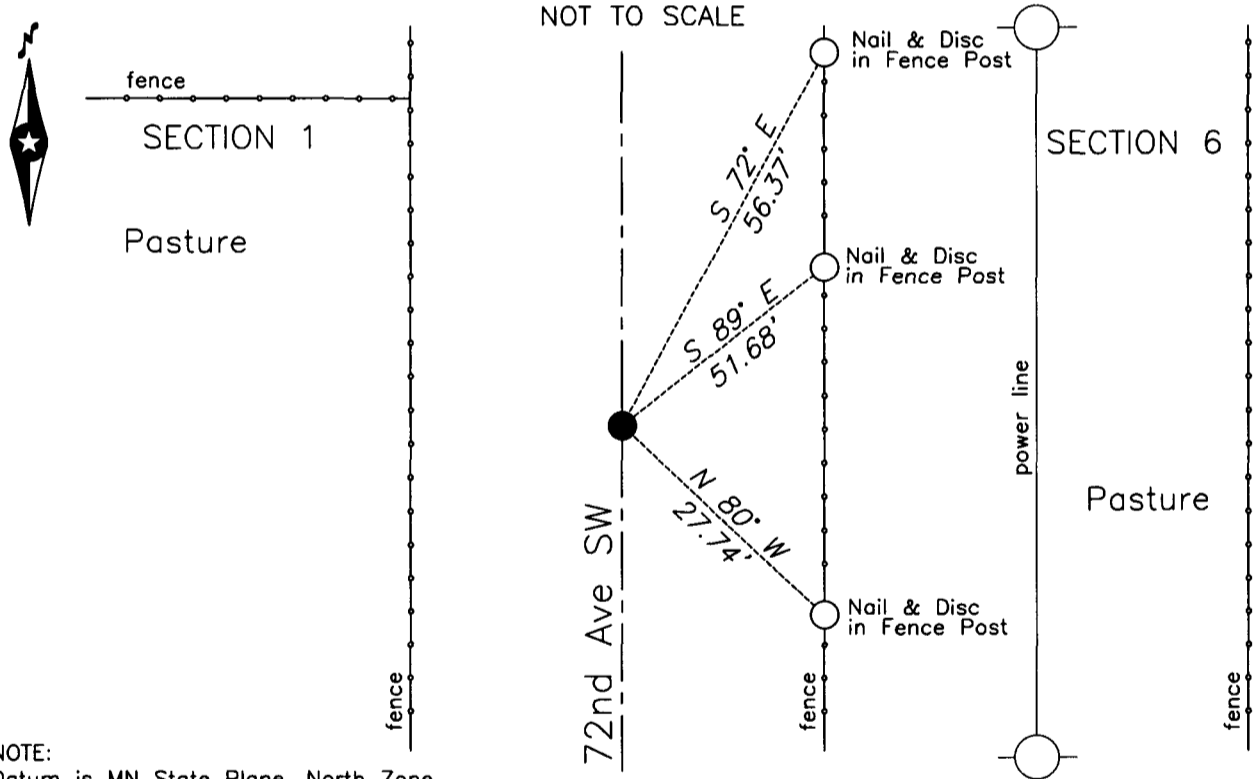 N
NOT TO SCALE
Nail & Disc
in Fence Post
fence
SECTION 1
SECTION 6
S 72° E
56.37'
Pasture
Nail & Disc
in Fence Post
S 89° E
51.68'
power line
Pasture
N 80° W
27.74'
72nd Ave SW
Nail & Disc
in Fence Post
fence
fence
fence
NOTE:
Datum is MN State Plane, North Zone